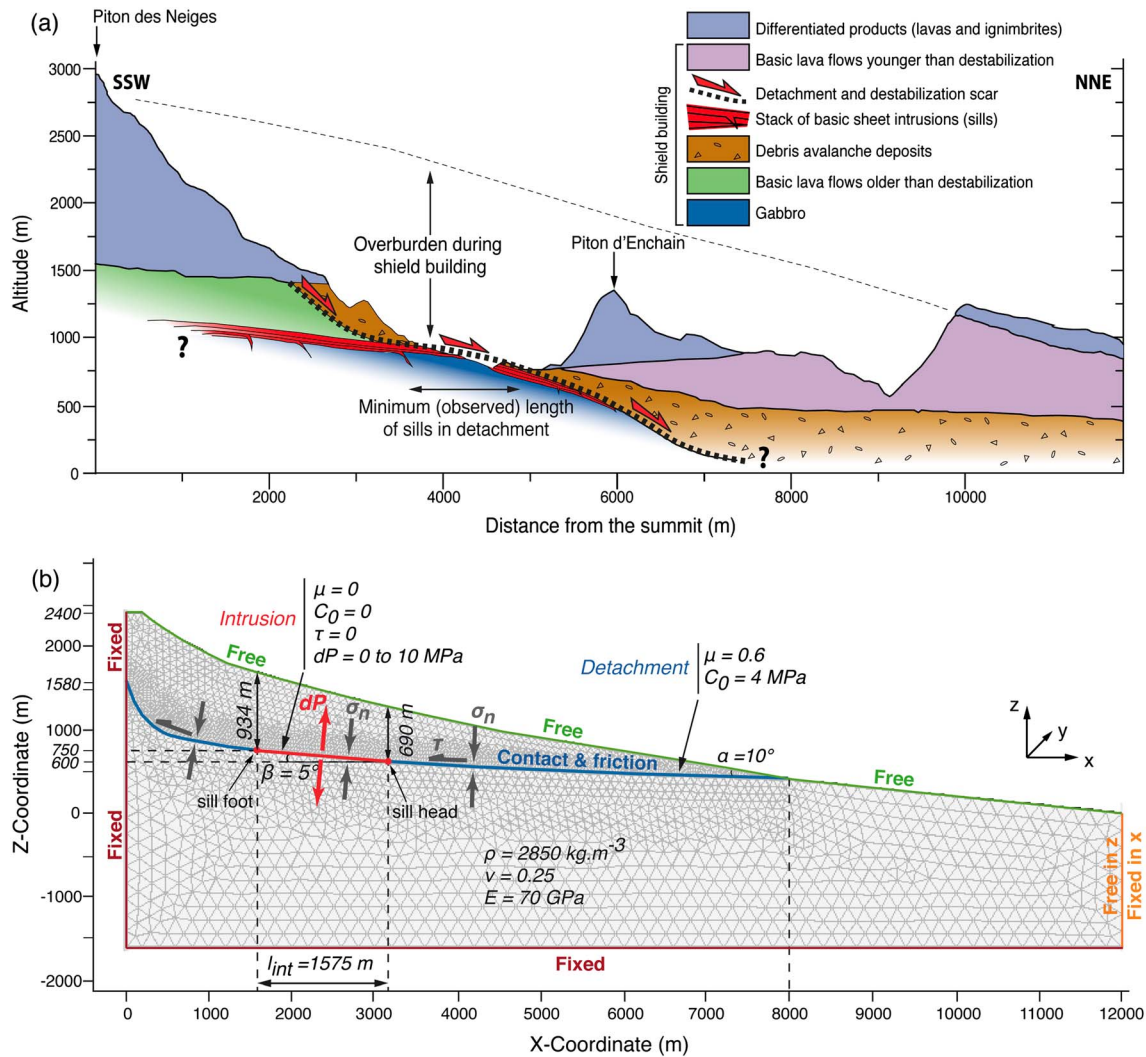 (a)
Piton des Neiges
SSW
NNE
Differentiated products (lavas and ignimbrites)
Basic lava flows younger than destabilization
Detachment and destabilization scar
Stack of basic sheet intrusions (sills)
Debris avalanche deposits
Basic lava flows older than destabilization
Gabbro
Shield building
Altitude (m)
3000
2500
2000
1500
1000
500
0
Overburden during
shield building
Piton d'Enchain
?
Minimum (observed) length
of sills in detachment
?
2000
4000
6000
8000
10000
Distance from the summit (m)
(b)
Intrusion
μ = 0
C0 = 0
τ = 0
dP = 0 to 10 MPa
Detachment
μ = 0.6
C0 = 4 MPa
Z-Coordinate (m)
2400
2000
1580
1000
750
600
0
-1000
-2000
Fixed
Fixed
Free
Free
Free
934 m
dP
σn
690 m
σn
τ
Contact & friction
α = 10°
β = 5°
sill foot
sill head
z
y
x
ρ = 2850 kg.m-3
ν = 0.25
E = 70 GPa
Free in z
Fixed in x
lint =1575 m
Fixed
0
1000
2000
3000
4000
5000
6000
7000
8000
9000
10000
11000
12000
X-Coordinate (m)